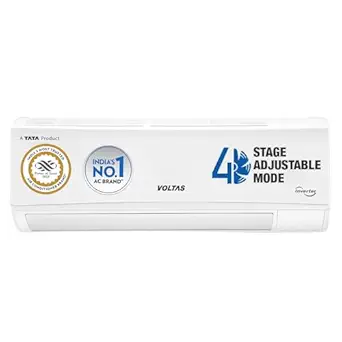 A TATA Product
INDIA'S
NO.1
AC BRAND**
VOLTAS
4
STAGE
ADJUSTABLE
MODE
Inverter